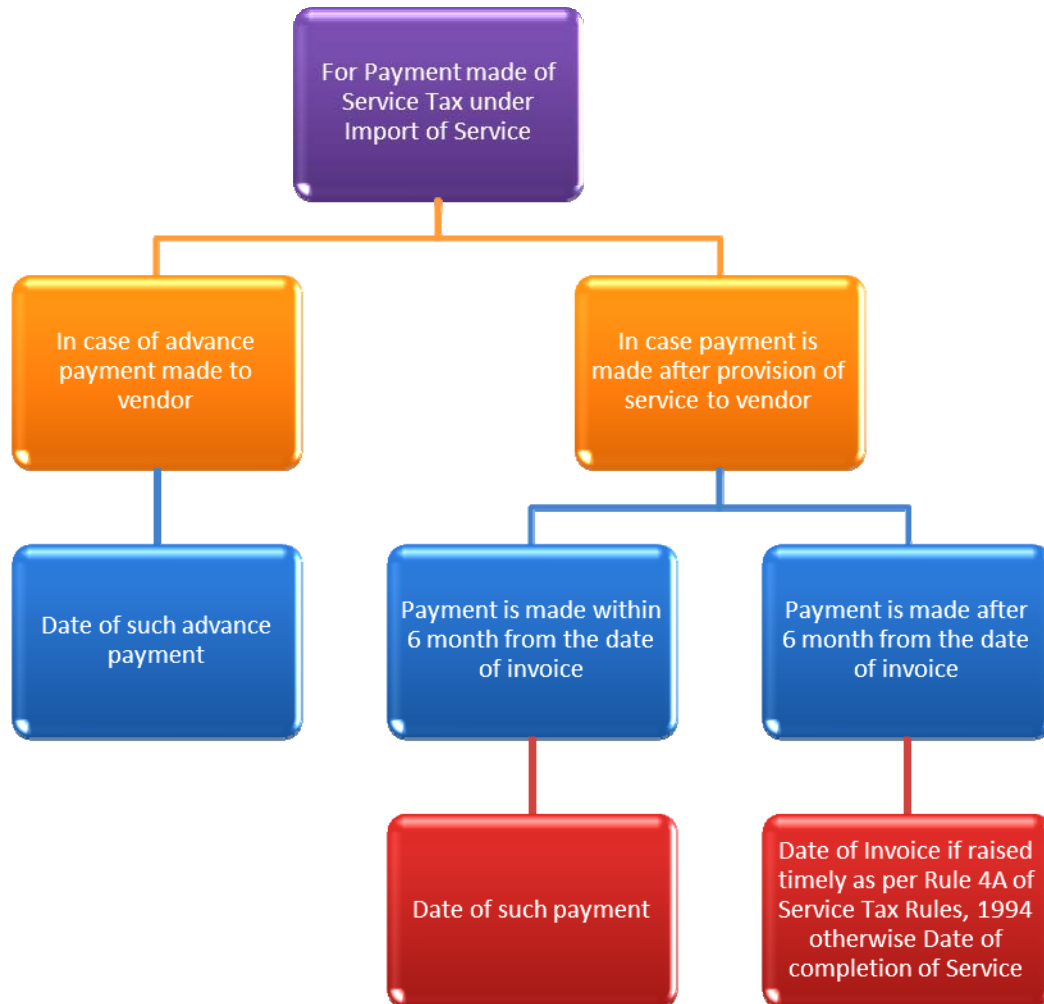 For Payment made of
Service Tax under
Import of Service
In case of advance
payment made to
vendor
In case payment is
made after provision of
service to vendor
Date of such advance
payment
Payment is made within
6 month from the date
of invoice
Payment is made after
6 month from the date
of invoice
Date of such payment
Date of Invoice if raised
timely as per Rule 4A of
Service Tax Rules, 1994
otherwise Date of
completion of Service